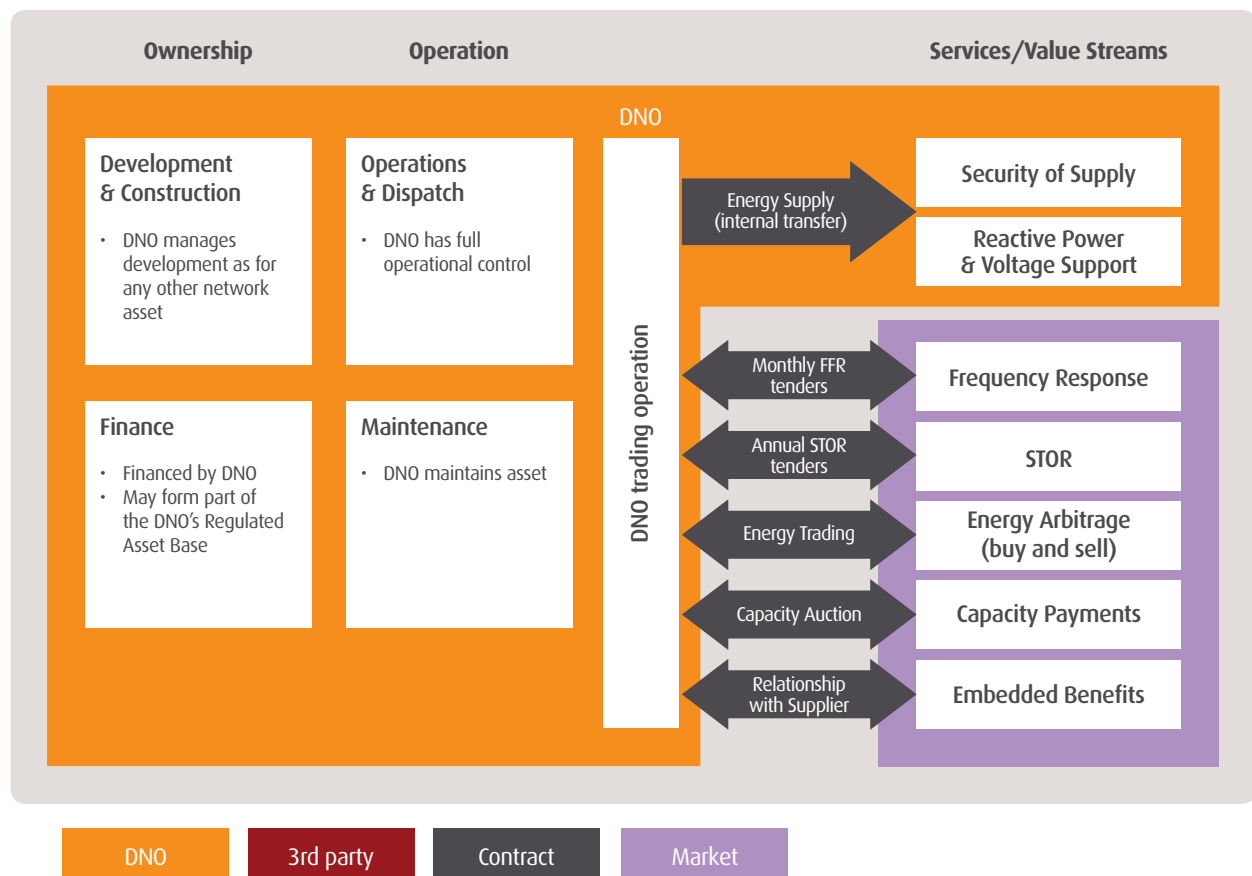 Ownership
Operation
Services/Value Streams
DNO
Development
& Construction
• DNO manages
development as for
any other network
asset
Operations
& Dispatch
• DNO has full
operational control
Finance
• Financed by DNO
• May form part of
the DNO's Regulated
Asset Base
Maintenance
• DNO maintains asset
DNO trading operation
Energy Supply
(internal transfer)
Security of Supply
Reactive Power
& Voltage Support
Monthly FFR
tenders
Frequency Response
Annual STOR
tenders
STOR
Energy Trading
Energy Arbitrage
(buy and sell)
Capacity Auction
Capacity Payments
Relationship
with Supplier
Embedded Benefits
DNO
3rd party
Contract
Market